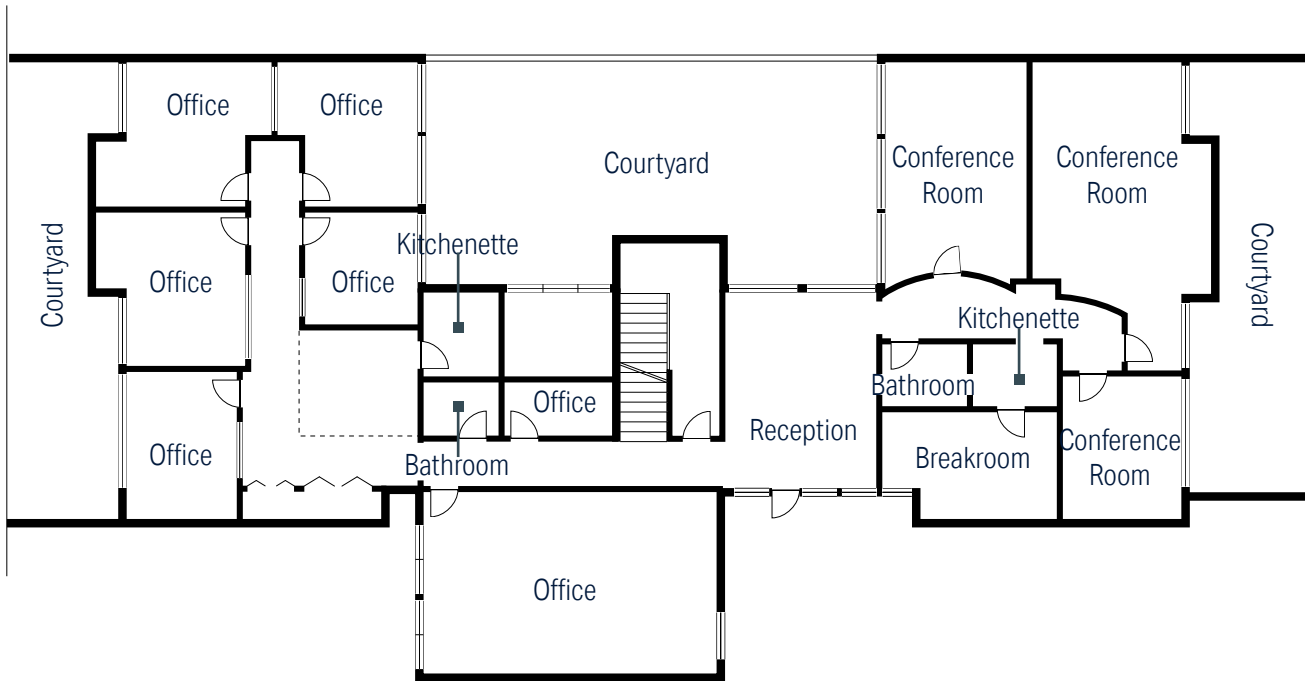 Office
Office
Courtyard
Conference
Room
Conference
Room
Courtyard
Office
Kitchenette
Office
Courtyard
Kitchenette
Bathroom
Office
Office
Reception
Breakroom
Conference
Room
Bathroom
Office